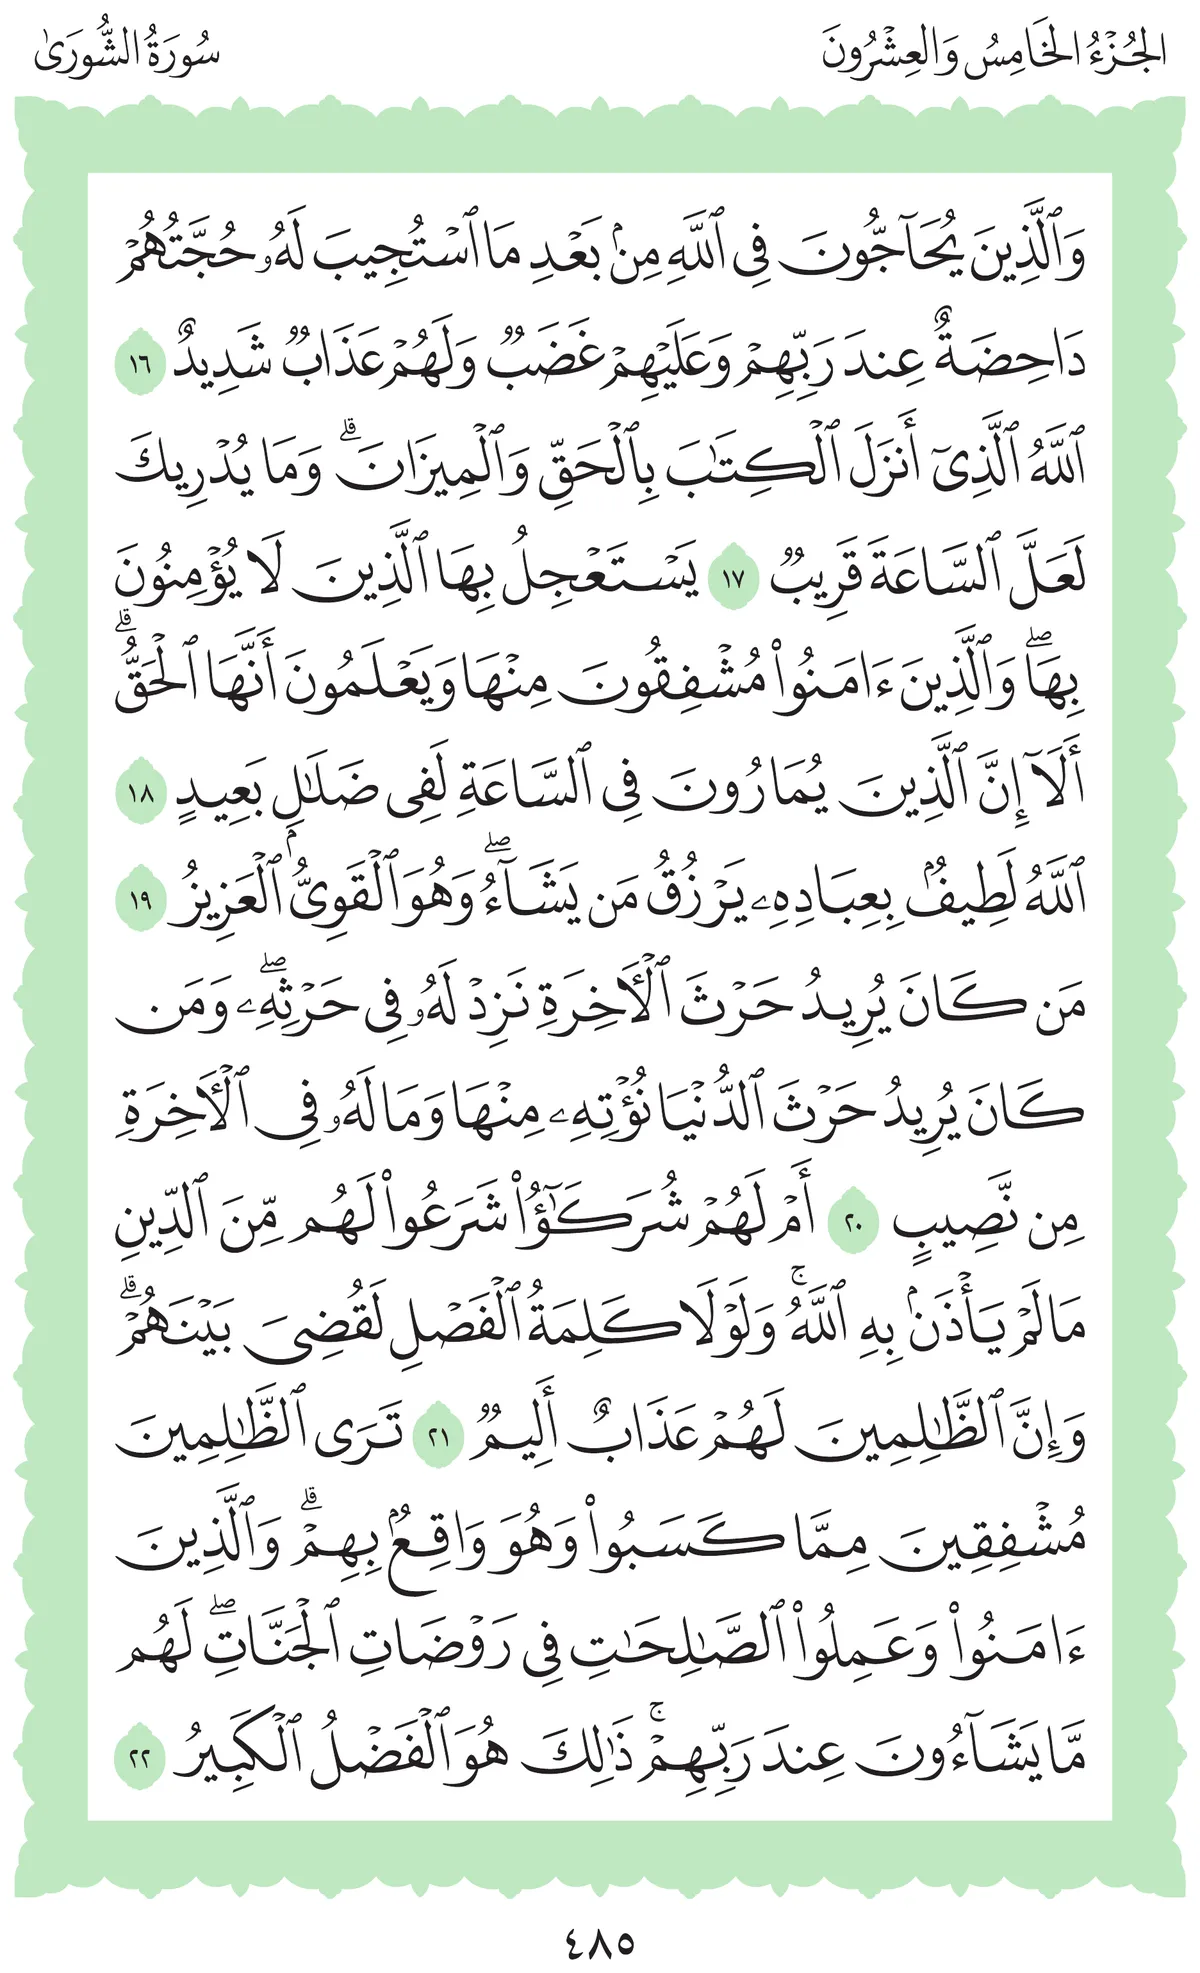 الجُزْءُ الخَامِسُ وَالعِشْرُونَ
سُورَةُ الشُّورَىٰ
وَٱلَّذِينَ يُحَآجُّونَ فِى ٱللَّهِ مِنۢ بَعْدِ مَا ٱسْتُجِيبَ لَهُۥ حُجَّتُهُمْ
دَاحِضَةٌ عِندَ رَبِّهِمْ وَعَلَيْهِمْ غَضَبٌ وَلَهُمْ عَذَابٌ شَدِيدٌ ١٦
ٱللَّهُ ٱلَّذِىٓ أَنزَلَ ٱلْكِتَٰبَ بِٱلْحَقِّ وَٱلْمِيزَانَ ۗ وَمَا يُدْرِيكَ
لَعَلَّ ٱلسَّاعَةَ قَرِيبٌ ١٧ يَسْتَعْجِلُ بِهَا ٱلَّذِينَ لَا يُؤْمِنُونَ
بِهَا ۖ وَٱلَّذِينَ ءَامَنُوا۟ مُشْفِقُونَ مِنْهَا وَيَعْلَمُونَ أَنَّهَا ٱلْحَقُّ ۗ
أَلَآ إِنَّ ٱلَّذِينَ يُمَارُونَ فِى ٱلسَّاعَةِ لَفِى ضَلَٰلٍ بَعِيدٍ ١٨
ٱللَّهُ لَطِيفٌۢ بِعِبَادِهِۦ يَرْزُقُ مَن يَشَآءُ ۖ وَهُوَ ٱلْقَوِىُّ ٱلْعَزِيزُ ١٩
مَن كَانَ يُرِيدُ حَرْثَ ٱلْأَخِرَةِ نَزِدْ لَهُۥ فِى حَرْثِهِۦ ۖ وَمَن
كَانَ يُرِيدُ حَرْثَ ٱلدُّنْيَا نُؤْتِهِۦ مِنْهَا وَمَا لَهُۥ فِى ٱلْأَخِرَةِ
مِن نَّصِيبٍ ٢٠ أَمْ لَهُمْ شُرَكَٰٓؤُا۟ شَرَعُوا۟ لَهُم مِّنَ ٱلدِّينِ
مَا لَمْ يَأْذَنۢ بِهِ ٱللَّهُ ۚ وَلَوْلَا كَلِمَةُ ٱلْفَصْلِ لَقُضِىَ بَيْنَهُمْ ۗ
وَإِنَّ ٱلظَّٰلِمِينَ لَهُمْ عَذَابٌ أَلِيمٌ ٢١ تَرَى ٱلظَّٰلِمِينَ
مُشْفِقِينَ مِمَّا كَسَبُوا۟ وَهُوَ وَاقِعٌۢ بِهِمْ ۗ وَٱلَّذِينَ
ءَامَنُوا۟ وَعَمِلُوا۟ ٱلصَّٰلِحَٰتِ فِى رَوْضَاتِ ٱلْجَنَّاتِ ۖ لَهُم
مَّا يَشَآءُونَ عِندَ رَبِّهِمْ ۚ ذَٰلِكَ هُوَ ٱلْفَضْلُ ٱلْكَبِيرُ ٢٢
٤٨٥